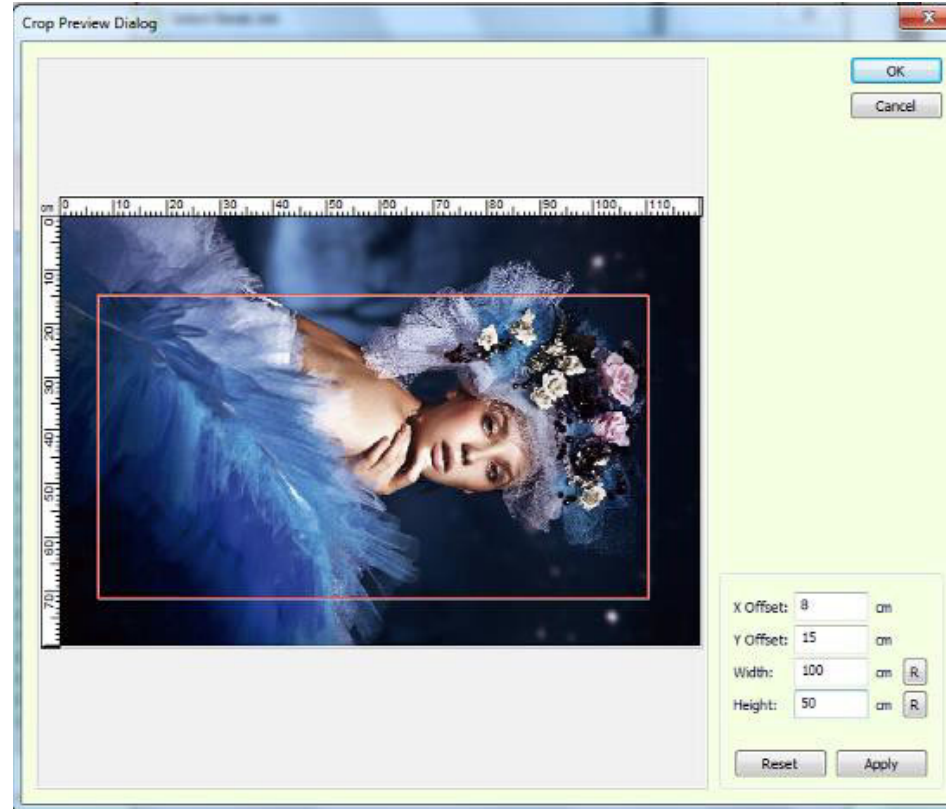 Crop Preview Dialog
OK
Cancel
cm 0 10 20 30 40 50 60 70 80 90 100 110
0
10
20
30
40
50
60
70
X Offset: 8 cm
Y Offset: 15 cm
Width: 100 cm R
Height: 50 cm R
Reset Apply